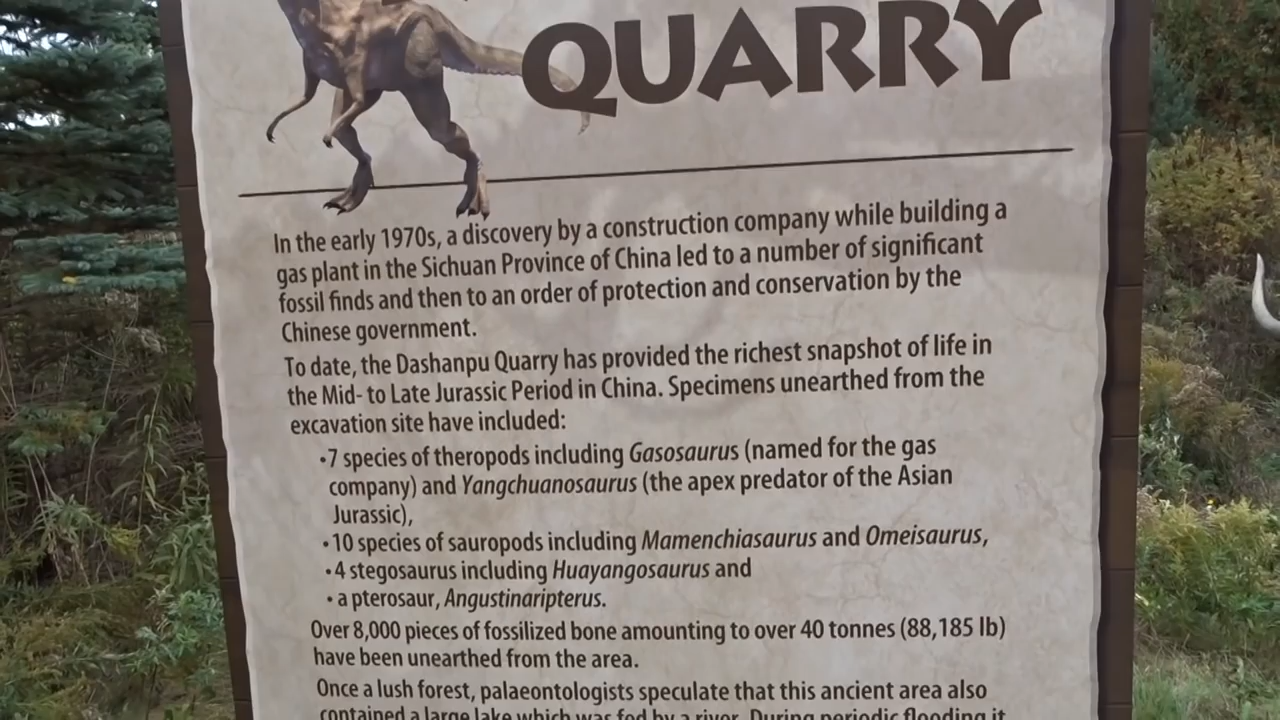 QUARRY
In the early 1970s, a discovery by a construction company while building a
gas plant in the Sichuan Province of China led to a number of significant
fossil finds and then to an order of protection and conservation by the
Chinese government.
To date, the Dashanpu Quarry has provided the richest snapshot of life in
the Mid- to Late Jurassic Period in China. Specimens unearthed from the
excavation site have included:
•7 species of theropods including Gasosaurus (named for the gas
company) and Yangchuanosaurus (the apex predator of the Asian
Jurassic),
•10 species of sauropods including Mamenchiasaurus and Omeisaurus,
•4 stegosaurus including Huayangosaurus and
• a pterosaur, Angustinaripterus.
Over 8,000 pieces of fossilized bone amounting to over 40 tonnes (88,185 lb)
have been unearthed from the area.
Once a lush forest, palaeontologists speculate that this ancient area also
contained a large lake which was fed by a river. During periodic flooding it